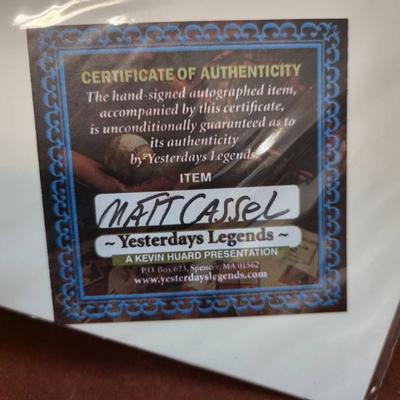 CERTIFICATE OF AUTHENTICITY
The hand-signed autographed item,
accompanied by this certificate,
is unconditionally guaranteed as to
its authenticity
by Yesterdays Legends.
ITEM
MATT CASSEL
~ Yesterdays Legends ~
A KEVIN HUARD PRESENTATION
P.O. Box 623, Spencer, MA 01562
www.yesterdayslegends.com